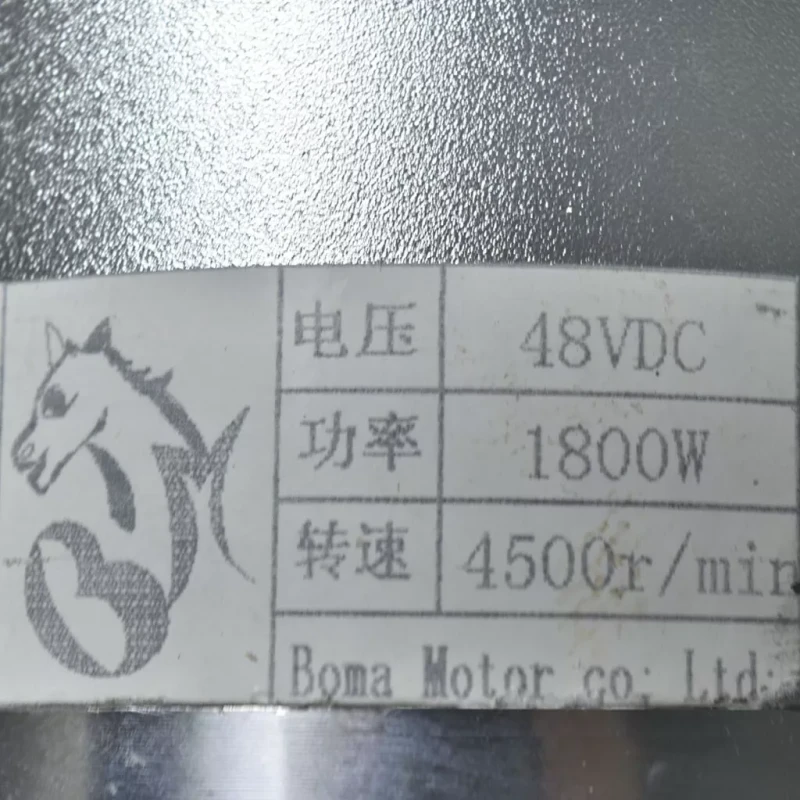 电压 48VDC
功率 1800W
转速 4500r/min
Boma Motor co; Ltd;